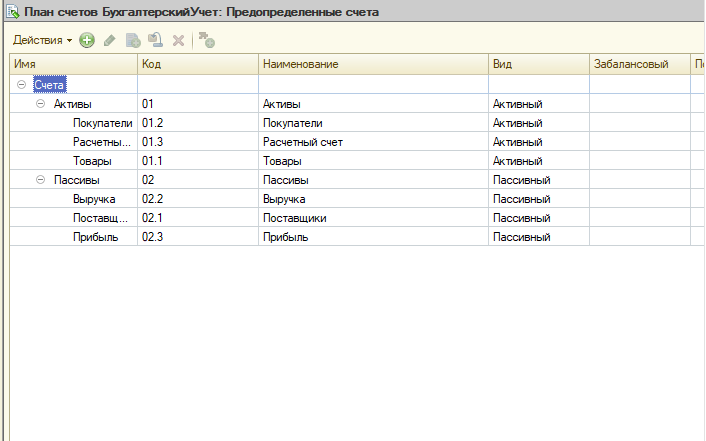 План счетов БухгалтерскийУчет: Предопределенные счета
Действия
Имя Код Наименование Вид Забалансовый По
Счета
Активы 01 Активы Активный
Покупатели 01.2 Покупатели Активный
Расчетны... 01.3 Расчетный счет Активный
Товары 01.1 Товары Активный
Пассивы 02 Пассивы Пассивный
Выручка 02.2 Выручка Пассивный
Поставщ... 02.1 Поставщики Пассивный
Прибыль 02.3 Прибыль Пассивный